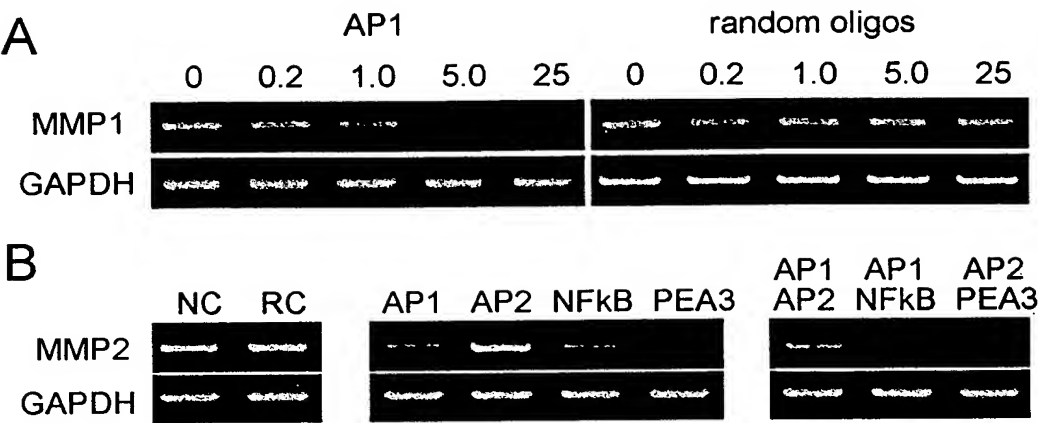 A
AP1 random oligos
0 0.2 1.0 5.0 25 0 0.2 1.0 5.0 25
MMP1
GAPDH
B
AP1 AP1 AP2
NC RC AP1 AP2 NFkB PEA3 AP2 NFkB PEA3
MMP2
GAPDH